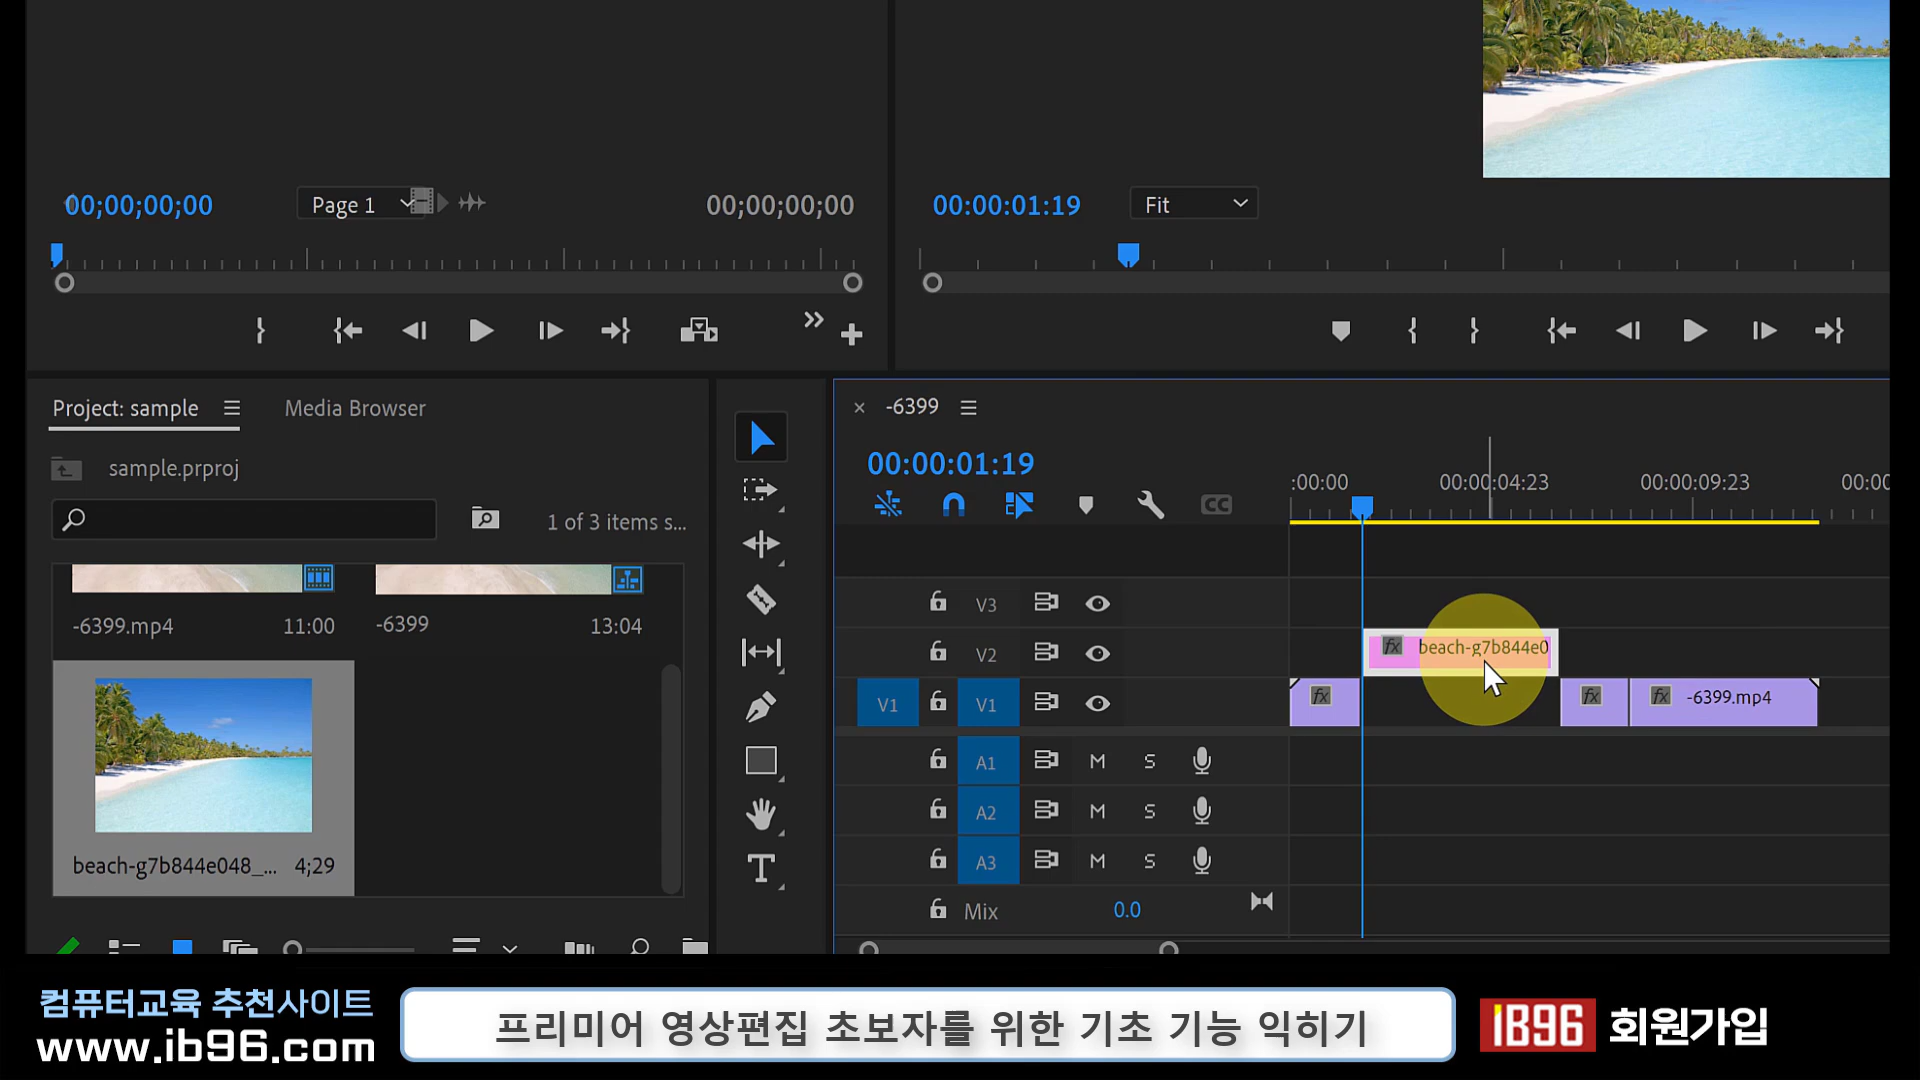 00;00;00;00
Page 1
00;00;00;00
00:00:01:19
Fit
Project: sample
Media Browser
sample.prproj
1 of 3 items s...
-6399.mp4
11:00
-6399
13:04
beach-g7b844e048_...
4;29
T
× -6399
00:00:01:19
CC
:00:00
00:00:04:23
00:00:09:23
00:00
V3
V2
fx beach-g7b844e0
V1
V1
fx
fx
fx -6399.mp4
A1 M S
A2 M S
A3 M S
Mix 0.0
컴퓨터교육 추천사이트
www.ib96.com
프리미어 영상편집 초보자를 위한 기초 기능 익히기
IB96 회원가입